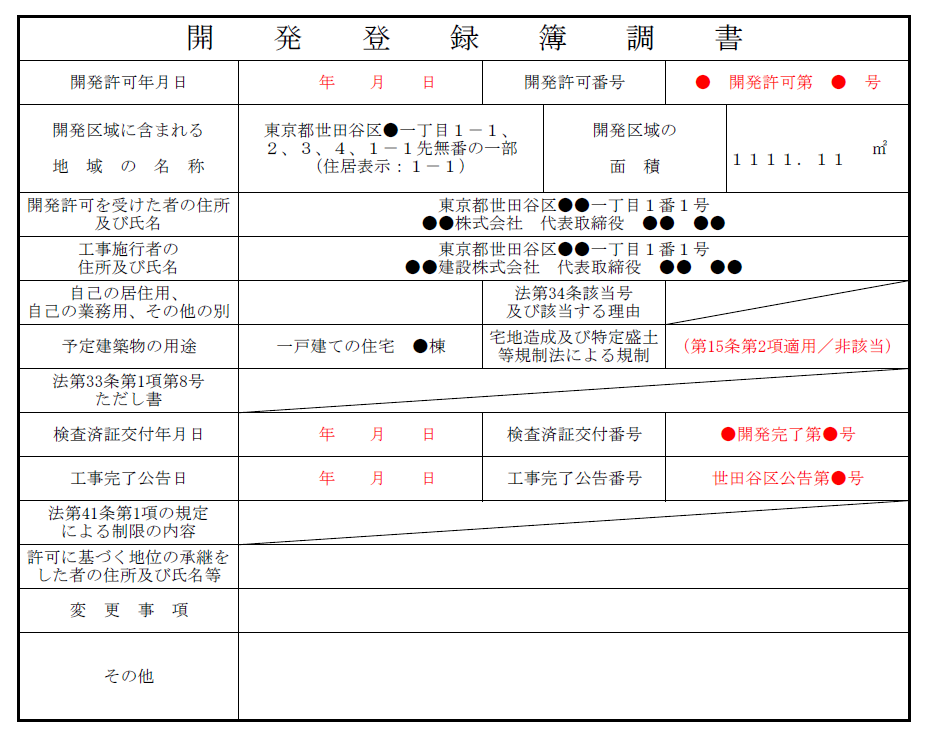 開発登録簿調書
開発許可年月日
年　月　日
開発許可番号
●　開発許可第　●　号
開発区域に含まれる
地　域　の　名　称
東京都世田谷区●一丁目１－１、
２、３、４、１－１先無番の一部
（住居表示：１－１）
開発区域の
面　積
１１１１．１１　㎡
開発許可を受けた者の住所
及び氏名
東京都世田谷区●●一丁目１番１号
●●株式会社　代表取締役　●●　●●
工事施行者の
住所及び氏名
東京都世田谷区●●一丁目１番１号
●●建設株式会社　代表取締役　●●　●●
自己の居住用、
自己の業務用、その他の別
法第34条該当号
及び該当する理由
予定建築物の用途
一戸建ての住宅　●棟
宅地造成及び特定盛土
等規制法による規制
（第15条第2項適用／非該当）
法第33条第1項第8号
ただし書
検査済証交付年月日
年　月　日
検査済証交付番号
●開発完了第●号
工事完了公告日
年　月　日
工事完了公告番号
世田谷区公告第●号
法第41条第1項の規定
による制限の内容
許可に基づく地位の承継を
した者の住所及び氏名等
変　更　事　項
その他